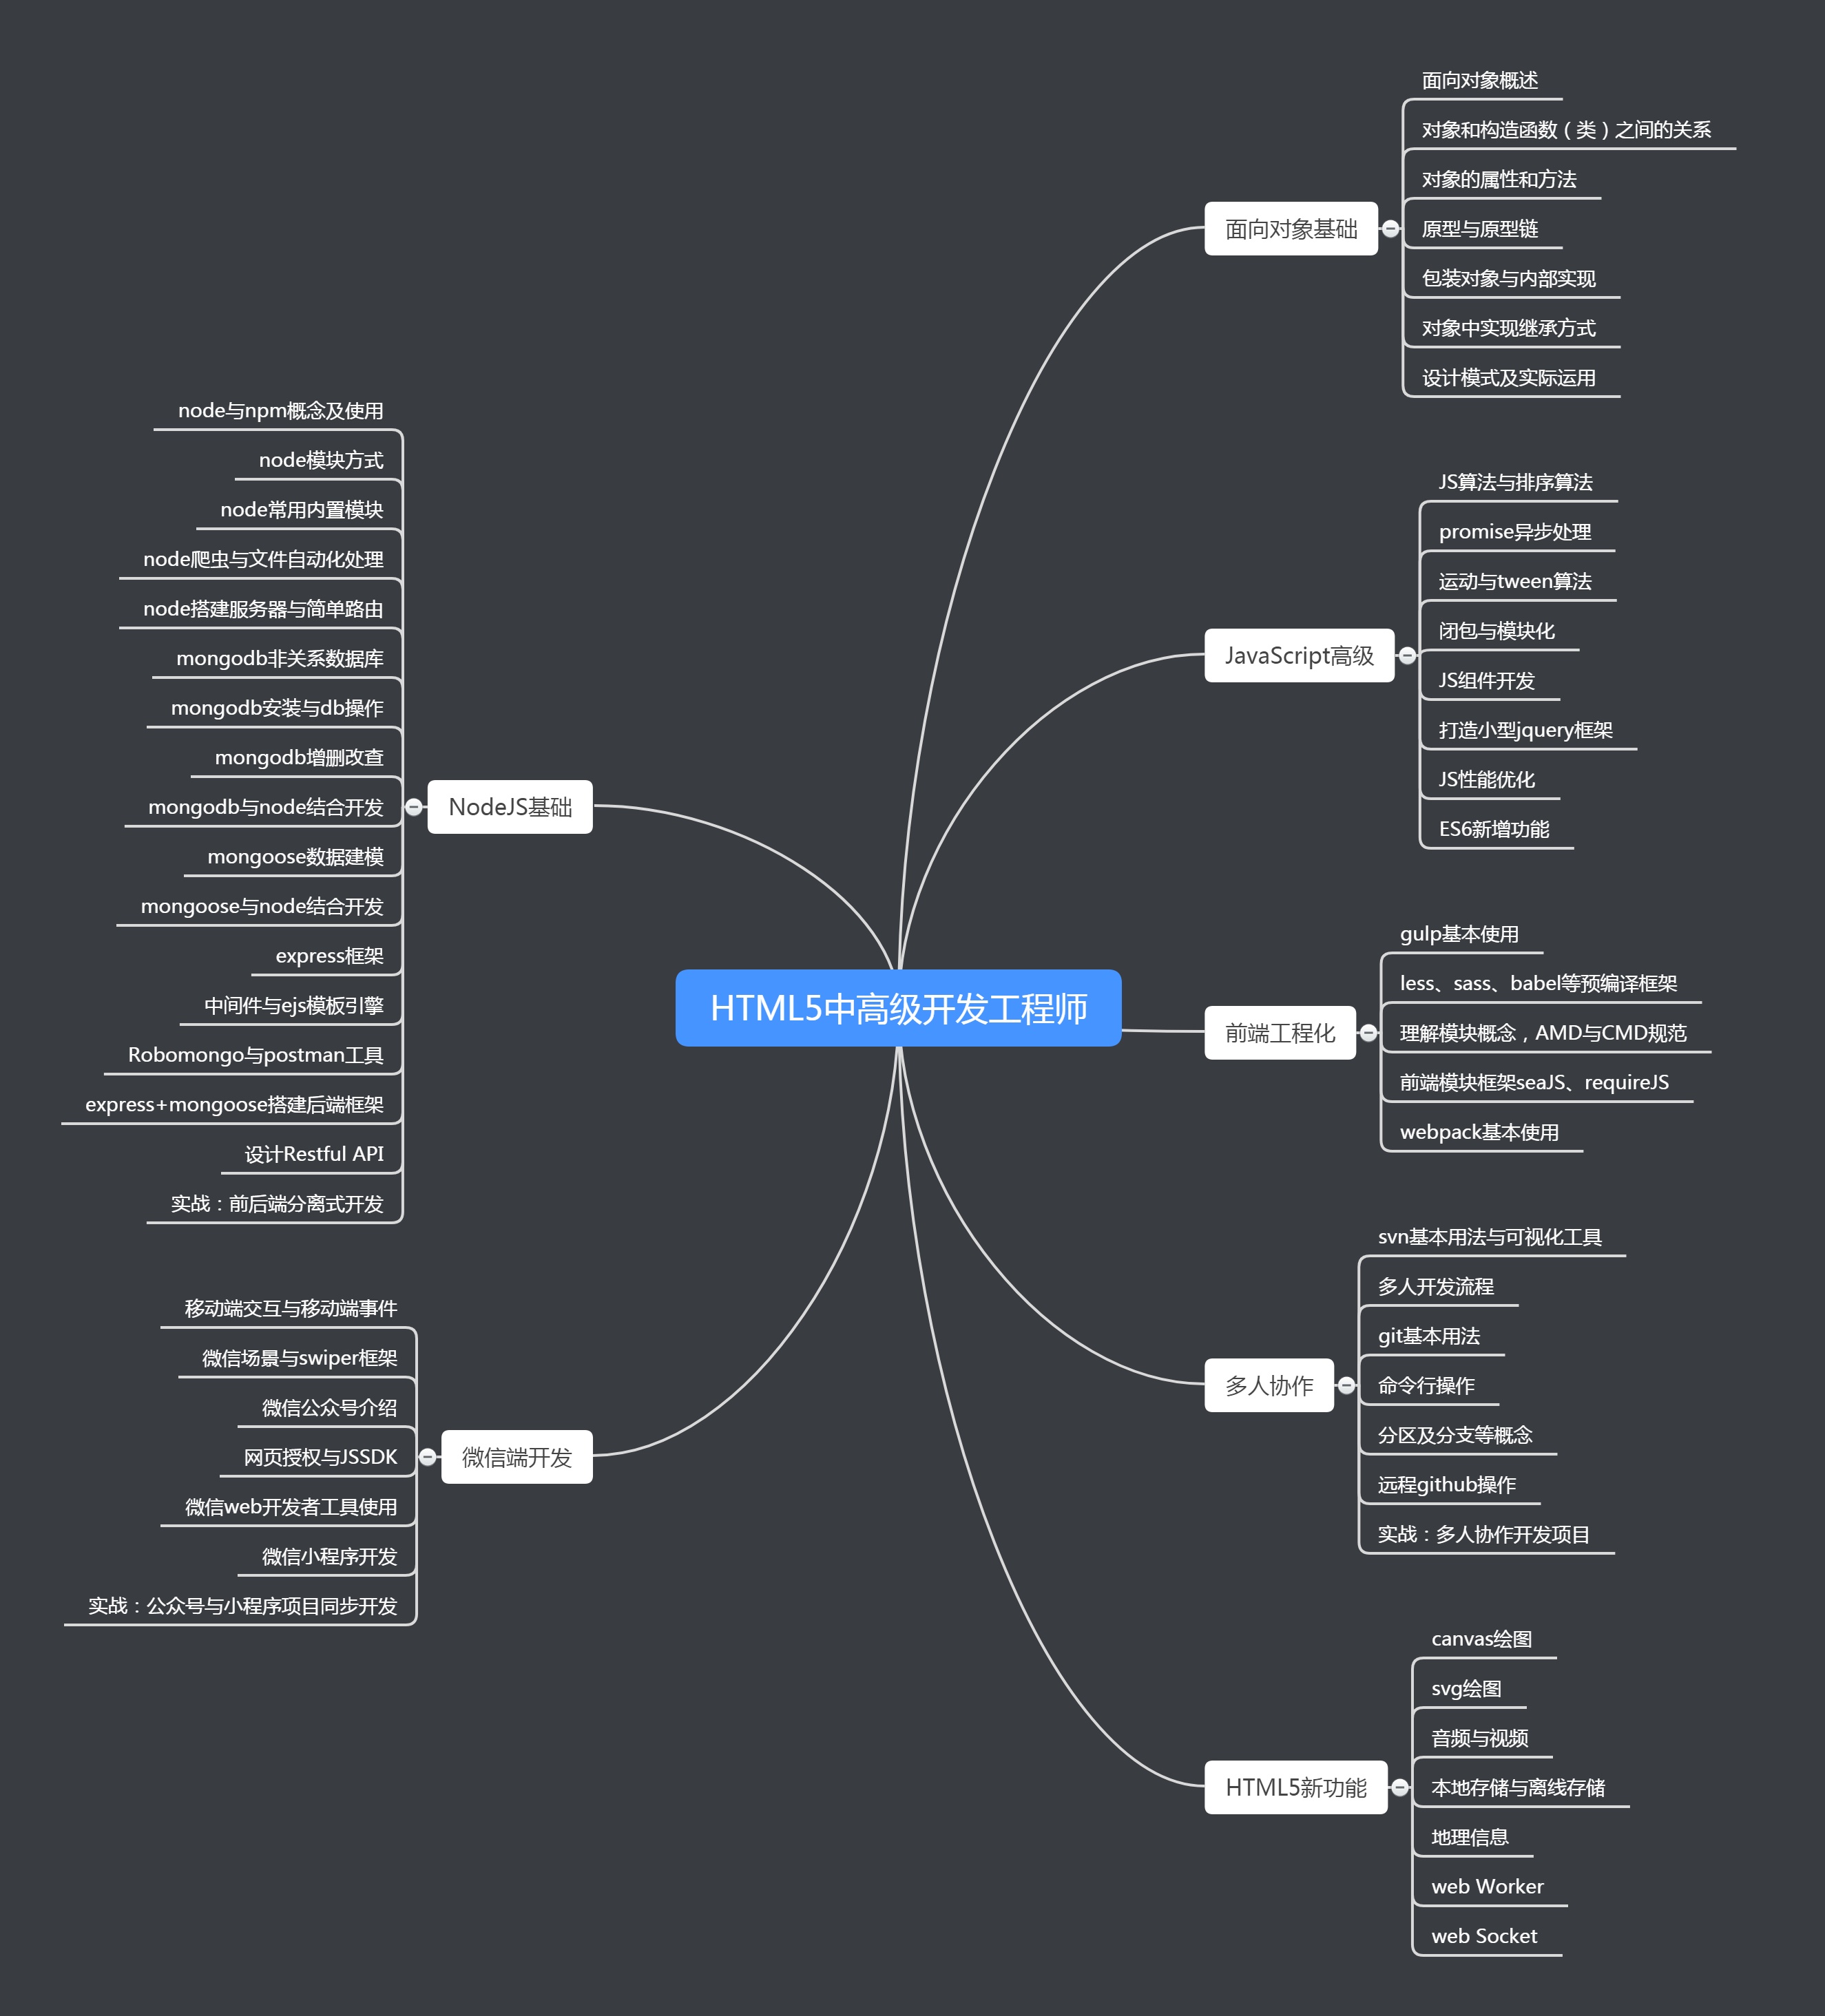 HTML5中高级开发工程师
面向对象基础
面向对象概述
对象和构造函数（类）之间的关系
对象的属性和方法
原型与原型链
包装对象与内部实现
对象中实现继承方式
设计模式及实际运用
JavaScript高级
JS算法与排序算法
promise异步处理
运动与tween算法
闭包与模块化
JS组件开发
打造小型jquery框架
JS性能优化
ES6新增功能
前端工程化
gulp基本使用
less、sass、babel等预编译框架
理解模块概念，AMD与CMD规范
前端模块框架seaJS、requireJS
webpack基本使用
多人协作
svn基本用法与可视化工具
多人开发流程
git基本用法
命令行操作
分区及分支等概念
远程github操作
实战：多人协作开发项目
HTML5新功能
canvas绘图
svg绘图
音频与视频
本地存储与离线存储
地理信息
web Worker
web Socket
NodeJS基础
node与npm概念及使用
node模块方式
node常用内置模块
node爬虫与文件自动化处理
node搭建服务器与简单路由
mongodb非关系数据库
mongodb安装与db操作
mongodb增删改查
mongodb与node结合开发
mongoose数据建模
mongoose与node结合开发
express框架
中间件与ejs模板引擎
Robomongo与postman工具
express+mongoose搭建后端框架
设计Restful API
实战：前后端分离式开发
微信端开发
移动端交互与移动端事件
微信场景与swiper框架
微信公众号介绍
网页授权与JSSDK
微信web开发者工具使用
微信小程序开发
实战：公众号与小程序项目同步开发